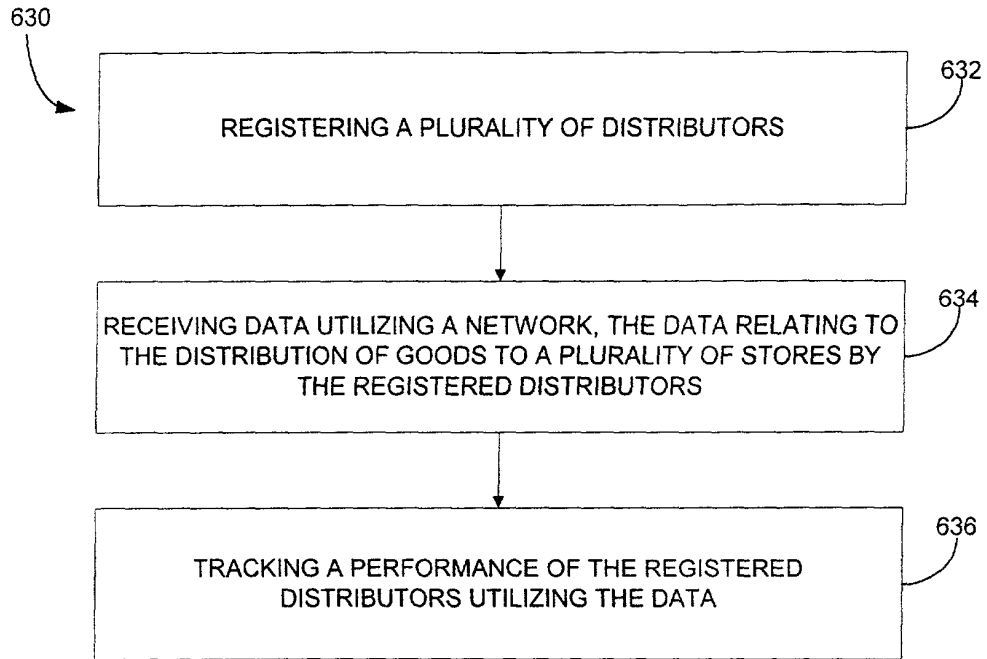 630
632
REGISTERING A PLURALITY OF DISTRIBUTORS
634
RECEIVING DATA UTILIZING A NETWORK, THE DATA RELATING TO
THE DISTRIBUTION OF GOODS TO A PLURALITY OF STORES BY
THE REGISTERED DISTRIBUTORS
636
TRACKING A PERFORMANCE OF THE REGISTERED
DISTRIBUTORS UTILIZING THE DATA